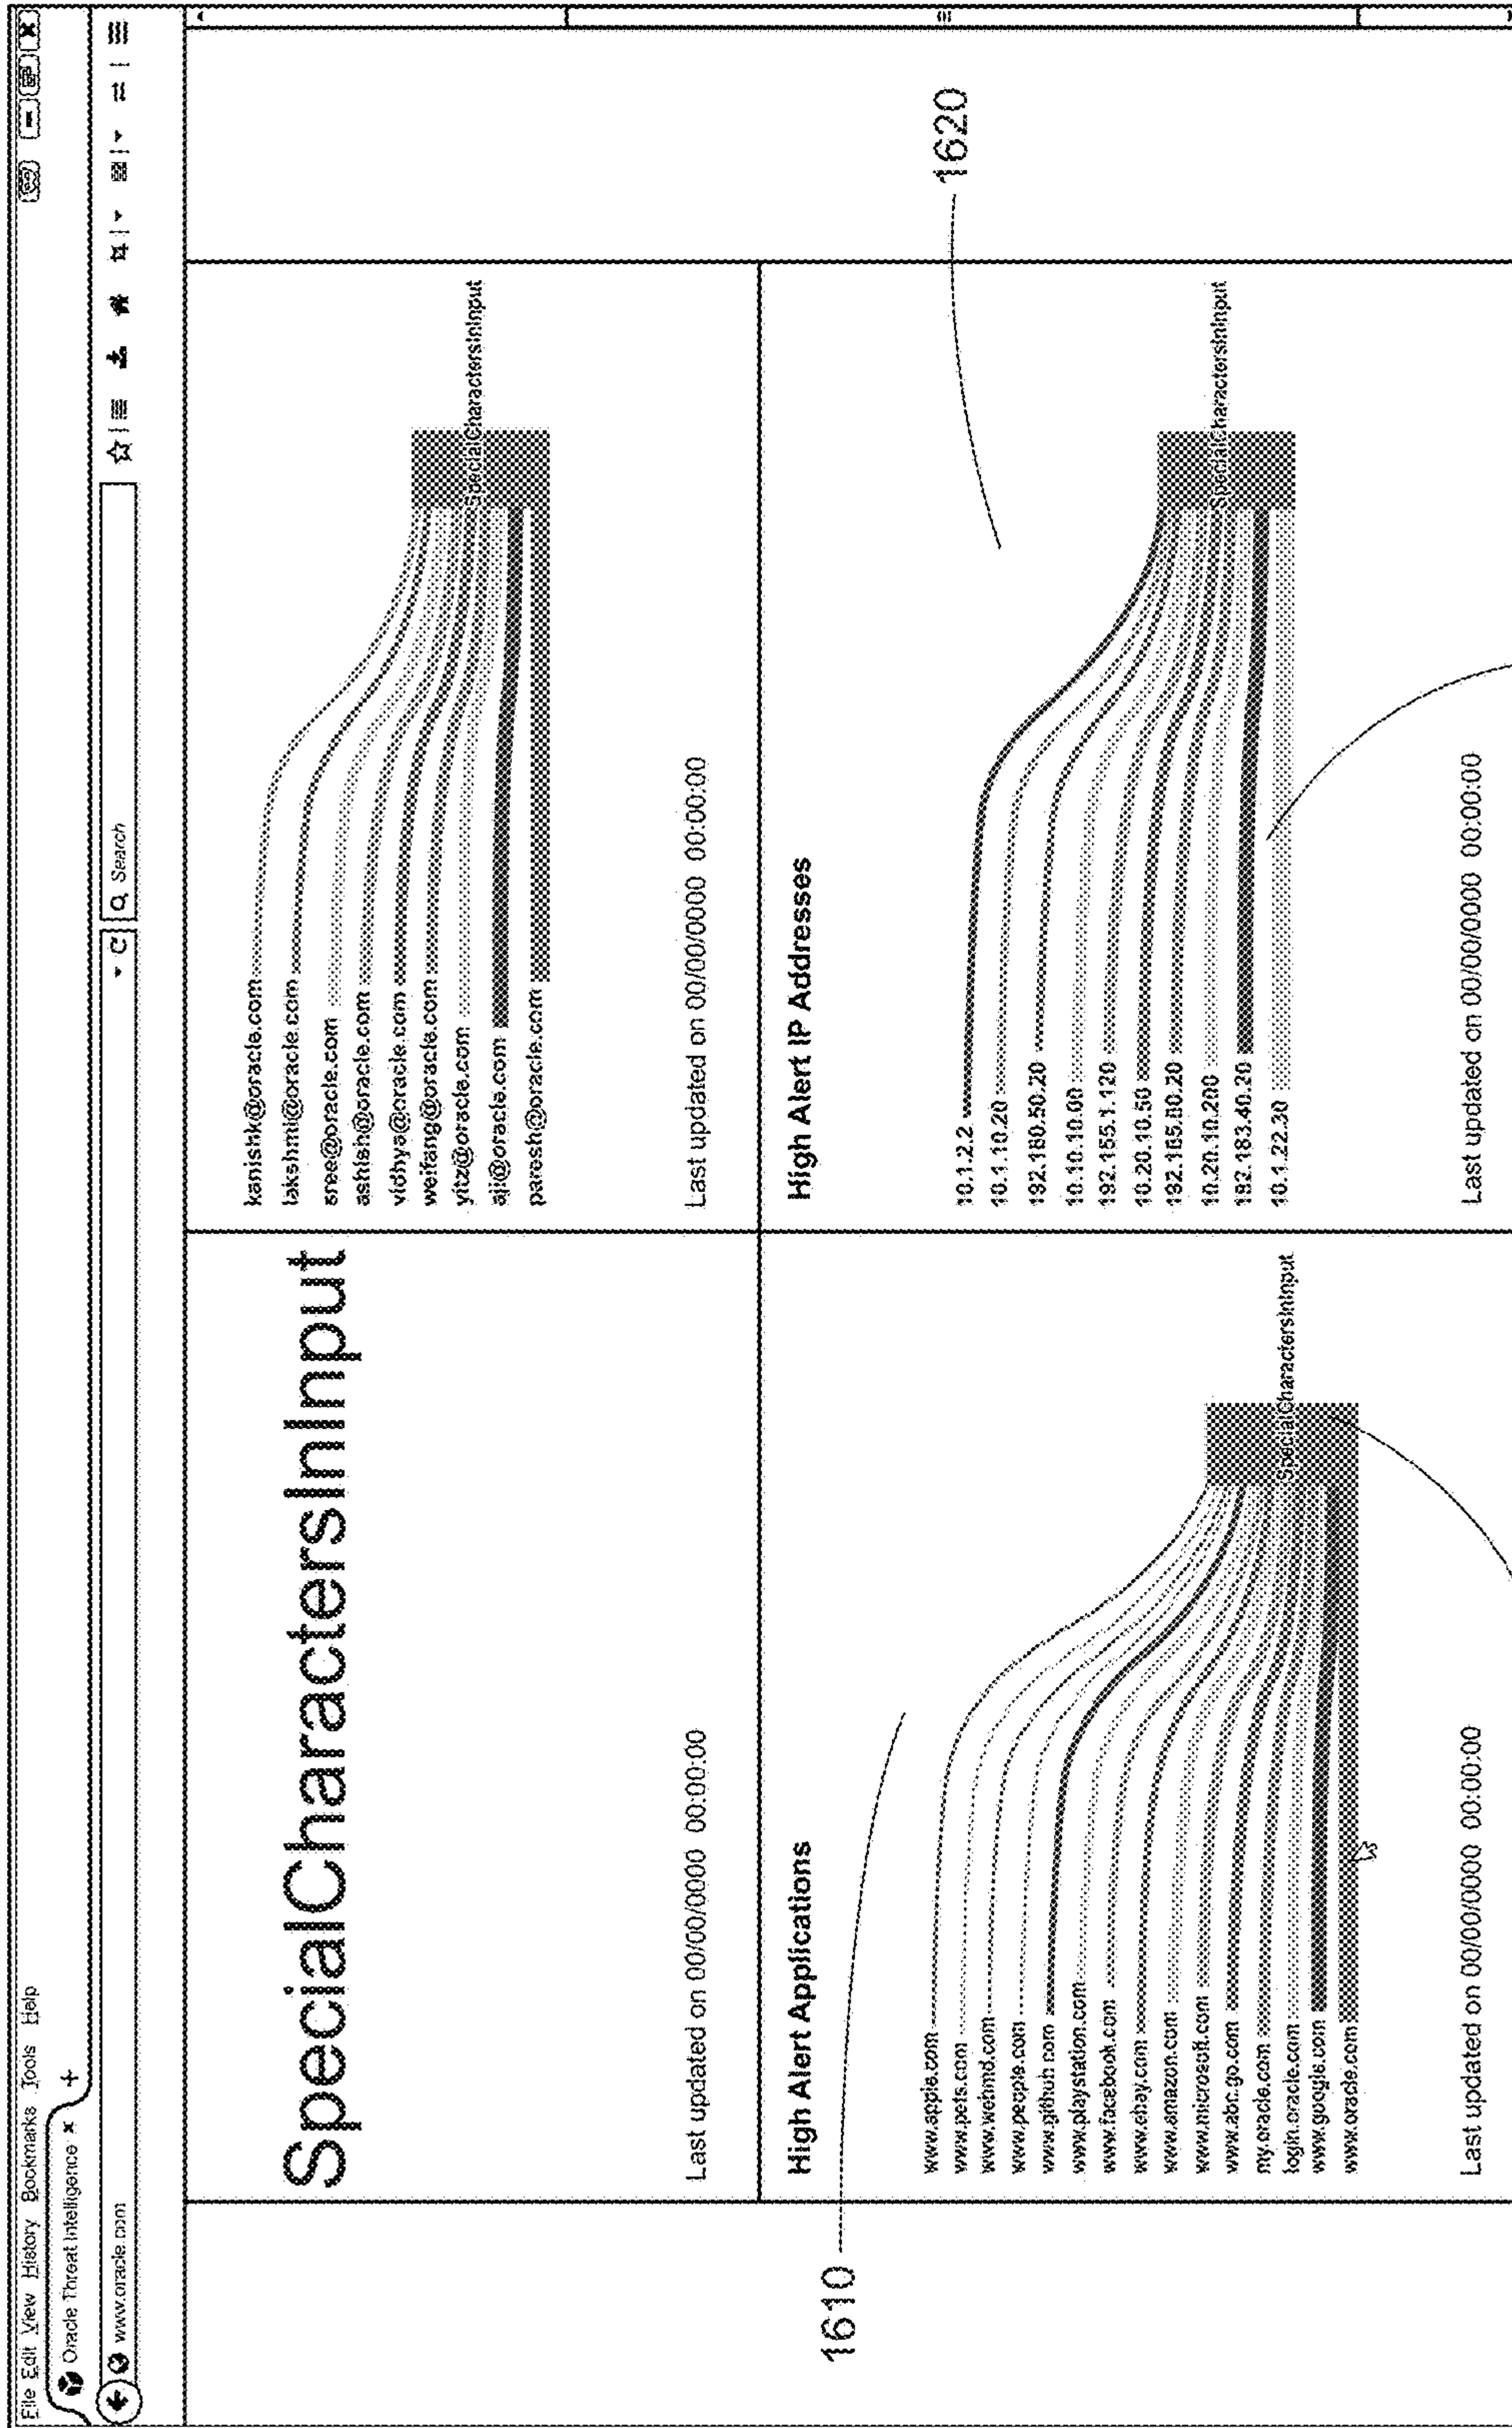 File Edit View History Bookmarks Tools Help
Oracle Threat Intelligence × +
www.oracle.com
Search
SpecialCharactersInInput
Last updated on 00/00/0000 00:00:00
kanishk@oracle.com
lakshmi@oracle.com
sree@oracle.com
ashish@oracle.com
vidhya@oracle.com
weifang@oracle.com
yitz@oracle.com
aji@oracle.com
paresh@oracle.com
SpecialCharactersInInput
Last updated on 00/00/0000 00:00:00
1610
High Alert Applications
www.apple.com
www.pets.com
www.webmd.com
www.people.com
www.github.com
www.playstation.com
www.facebook.com
www.ebay.com
www.amazon.com
www.microsoft.com
www.abc.go.com
my.oracle.com
login.oracle.com
www.google.com
www.oracle.com
SpecialCharactersInInput
Last updated on 00/00/0000 00:00:00
High Alert IP Addresses
1620
10.1.2.2
10.1.10.20
192.180.50.20
10.10.10.00
192.155.1.120
10.20.10.50
192.185.80.20
10.20.10.200
192.183.40.20
10.1.22.30
SpecialCharactersInInput
Last updated on 00/00/0000 00:00:00